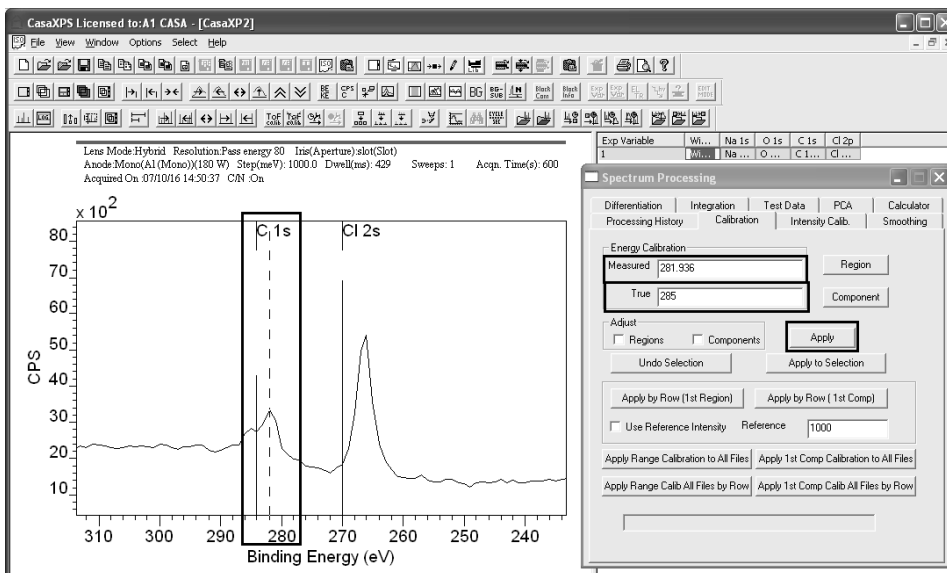 CasaXPS Licensed to:A1 CASA - [CasaXP2]
File View Window Options Select Help
Exp Variable Wi... Na 1s O 1s C 1s Cl 2p
1 Wi... Na ... O ... C 1... Cl ...
Lens Mode:Hybrid Resolution:Pass energy 80 Iris(Aperture):slot(Slot)
Anode:Mono(Al (Mono))(180 W) Step(meV): 1000.0 Dwell(ms): 429 Sweeps: 1 Acqn. Time(s): 600
Acquired On :07/10/16 14:50:37 C/N :On
x 10²
C 1s
Cl 2s
80
70
60
50
40
30
20
10
CPS
310 300 290 280 270 260 250 240
Binding Energy (eV)
Spectrum Processing
Differentiation Integration Test Data PCA Calculator
Processing History Calibration Intensity Calib. Smoothing
Energy Calibration
Measured 281.936 Region
True 285 Component
Adjust
Regions Components Apply
Undo Selection Apply to Selection
Apply by Row (1st Region) Apply by Row ( 1st Comp)
Use Reference Intensity Reference 1000
Apply Range Calibration to All Files Apply 1st Comp Calibration to All Files
Apply Range Calib All Files by Row Apply 1st Comp Calib All Files by Row